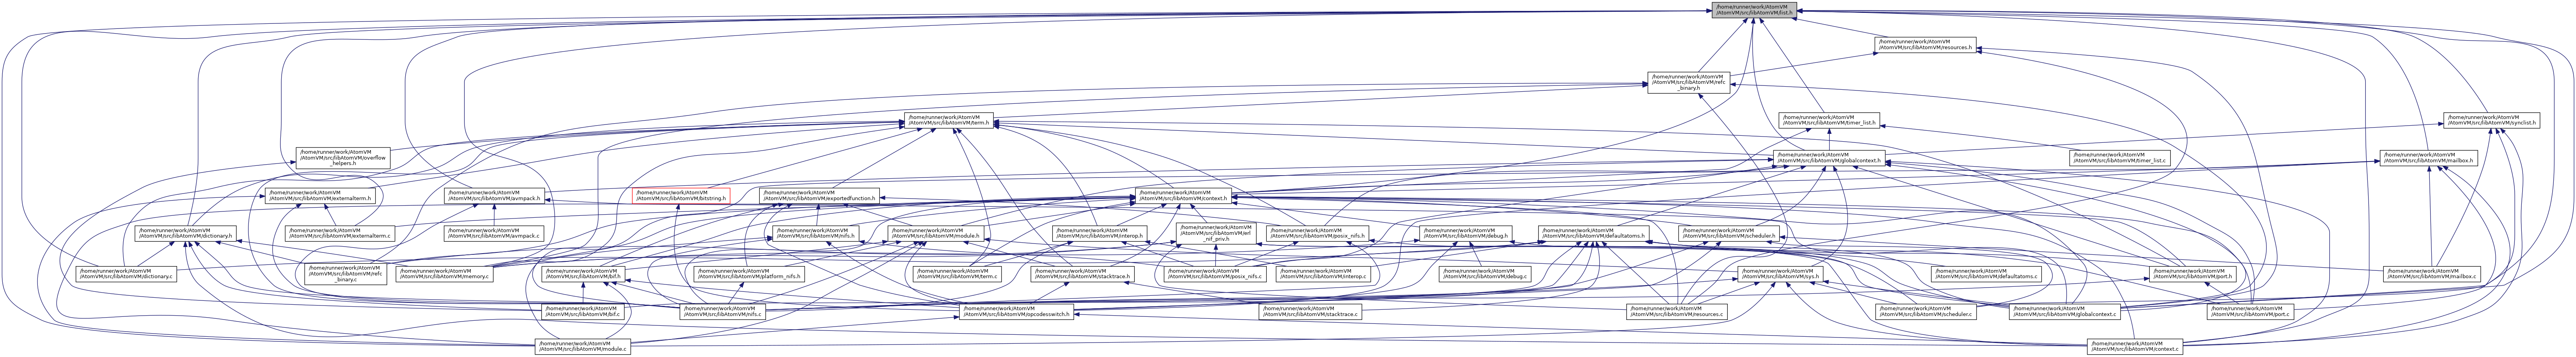 /home/runner/work/AtomVM
/AtomVM/src/libAtomVM/list.h
/home/runner/work/AtomVM
/AtomVM/src/libAtomVM/resources.h
/home/runner/work/AtomVM
/AtomVM/src/libAtomVM/refc
_binary.h
/home/runner/work/AtomVM
/AtomVM/src/libAtomVM/term.h
/home/runner/work/AtomVM
/AtomVM/src/libAtomVM/timer_list.h
/home/runner/work/AtomVM
/AtomVM/src/libAtomVM/synclist.h
/home/runner/work/AtomVM
/AtomVM/src/libAtomVM/overflow
_helpers.h
/home/runner/work/AtomVM
/AtomVM/src/libAtomVM/globalcontext.h
/home/runner/work/AtomVM
/AtomVM/src/libAtomVM/timer_list.c
/home/runner/work/AtomVM
/AtomVM/src/libAtomVM/mailbox.h
/home/runner/work/AtomVM
/AtomVM/src/libAtomVM/externalterm.h
/home/runner/work/AtomVM
/AtomVM/src/libAtomVM/avmpack.h
/home/runner/work/AtomVM
/AtomVM/src/libAtomVM/bitstring.h
/home/runner/work/AtomVM
/AtomVM/src/libAtomVM/exportedfunction.h
/home/runner/work/AtomVM
/AtomVM/src/libAtomVM/context.h
/home/runner/work/AtomVM
/AtomVM/src/libAtomVM/dictionary.h
/home/runner/work/AtomVM
/AtomVM/src/libAtomVM/externalterm.c
/home/runner/work/AtomVM
/AtomVM/src/libAtomVM/avmpack.c
/home/runner/work/AtomVM
/AtomVM/src/libAtomVM/nifs.h
/home/runner/work/AtomVM
/AtomVM/src/libAtomVM/module.h
/home/runner/work/AtomVM
/AtomVM/src/libAtomVM/interop.h
/home/runner/work/AtomVM
/AtomVM/src/libAtomVM/erl
_nif_priv.h
/home/runner/work/AtomVM
/AtomVM/src/libAtomVM/posix_nifs.h
/home/runner/work/AtomVM
/AtomVM/src/libAtomVM/debug.h
/home/runner/work/AtomVM
/AtomVM/src/libAtomVM/defaultatoms.h
/home/runner/work/AtomVM
/AtomVM/src/libAtomVM/scheduler.h
/home/runner/work/AtomVM
/AtomVM/src/libAtomVM/dictionary.c
/home/runner/work/AtomVM
/AtomVM/src/libAtomVM/refc
_binary.c
/home/runner/work/AtomVM
/AtomVM/src/libAtomVM/memory.c
/home/runner/work/AtomVM
/AtomVM/src/libAtomVM/bif.h
/home/runner/work/AtomVM
/AtomVM/src/libAtomVM/platform_nifs.h
/home/runner/work/AtomVM
/AtomVM/src/libAtomVM/term.c
/home/runner/work/AtomVM
/AtomVM/src/libAtomVM/stacktrace.h
/home/runner/work/AtomVM
/AtomVM/src/libAtomVM/posix_nifs.c
/home/runner/work/AtomVM
/AtomVM/src/libAtomVM/interop.c
/home/runner/work/AtomVM
/AtomVM/src/libAtomVM/debug.c
/home/runner/work/AtomVM
/AtomVM/src/libAtomVM/sys.h
/home/runner/work/AtomVM
/AtomVM/src/libAtomVM/defaultatoms.c
/home/runner/work/AtomVM
/AtomVM/src/libAtomVM/port.h
/home/runner/work/AtomVM
/AtomVM/src/libAtomVM/mailbox.c
/home/runner/work/AtomVM
/AtomVM/src/libAtomVM/bif.c
/home/runner/work/AtomVM
/AtomVM/src/libAtomVM/nifs.c
/home/runner/work/AtomVM
/AtomVM/src/libAtomVM/opcodesswitch.h
/home/runner/work/AtomVM
/AtomVM/src/libAtomVM/stacktrace.c
/home/runner/work/AtomVM
/AtomVM/src/libAtomVM/resources.c
/home/runner/work/AtomVM
/AtomVM/src/libAtomVM/scheduler.c
/home/runner/work/AtomVM
/AtomVM/src/libAtomVM/globalcontext.c
/home/runner/work/AtomVM
/AtomVM/src/libAtomVM/port.c
/home/runner/work/AtomVM
/AtomVM/src/libAtomVM/module.c
/home/runner/work/AtomVM
/AtomVM/src/libAtomVM/context.c